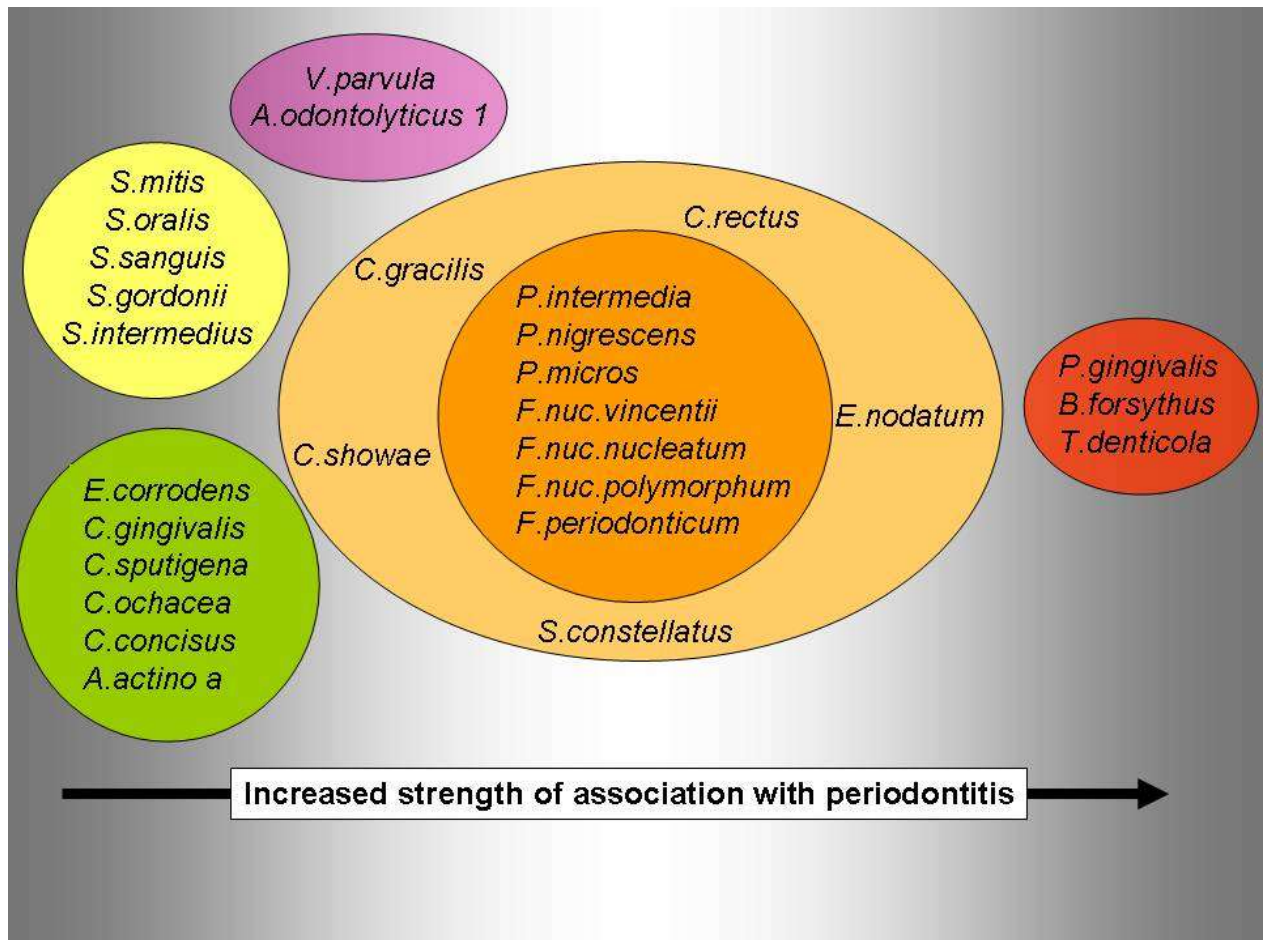 V.parvula
A.odontolyticus 1
S.mitis
S.oralis
S.sanguis
S.gordonii
S.intermedius
E.corrodens
C.gingivalis
C.sputigena
C.ochacea
C.concisus
A.actino a
C.rectus
C.gracilis
C.showae
E.nodatum
S.constellatus
P.intermedia
P.nigrescens
P.micros
F.nuc.vincentii
F.nuc.nucleatum
F.nuc.polymorphum
F.periodonticum
P.gingivalis
B.forsythus
T.denticola
Increased strength of association with periodontitis